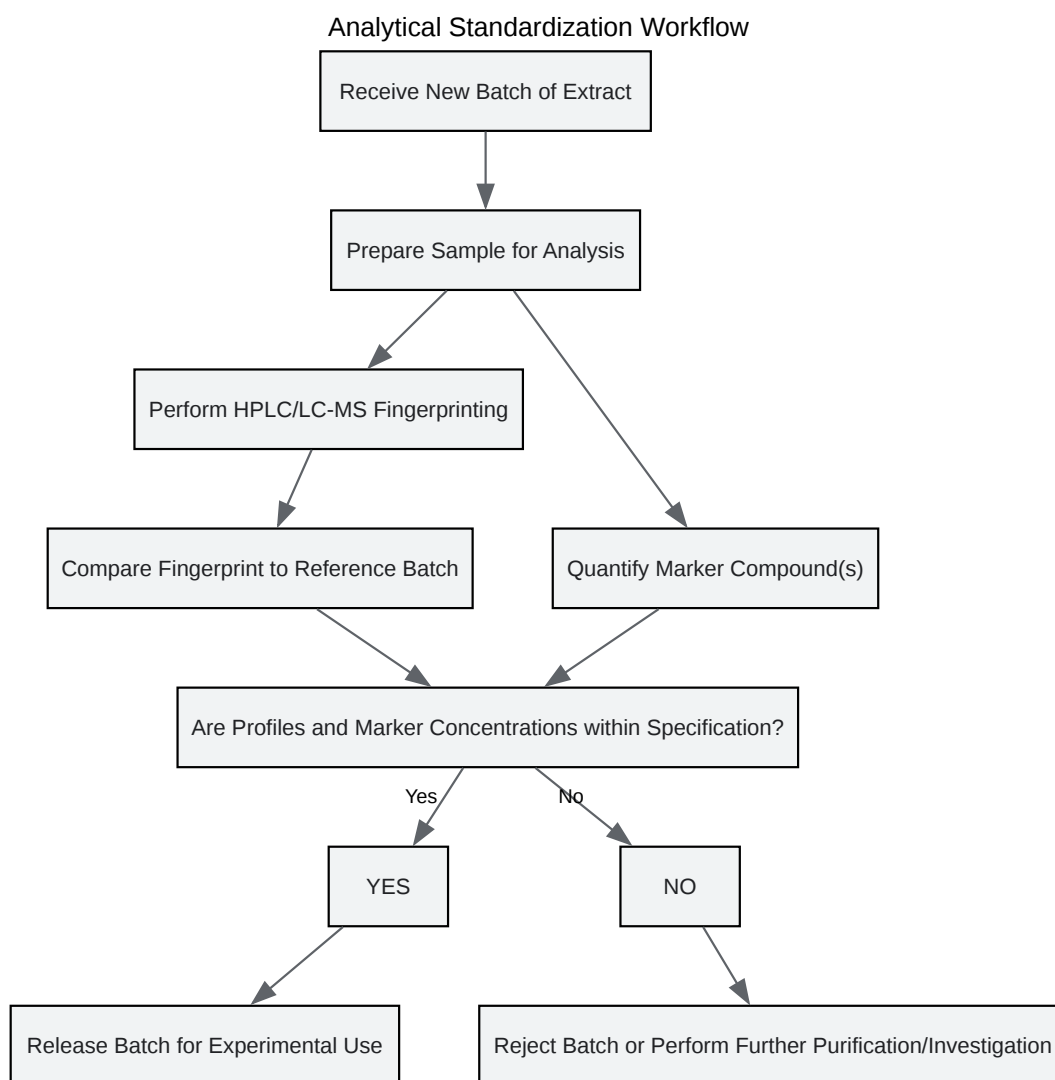 Analytical Standardization Workflow
Receive New Batch of Extract
Prepare Sample for Analysis
Perform HPLC/LC-MS Fingerprinting
Compare Fingerprint to Reference Batch
Quantify Marker Compound(s)
Are Profiles and Marker Concentrations within Specification?
Yes
No
YES
NO
Release Batch for Experimental Use
Reject Batch or Perform Further Purification/Investigation